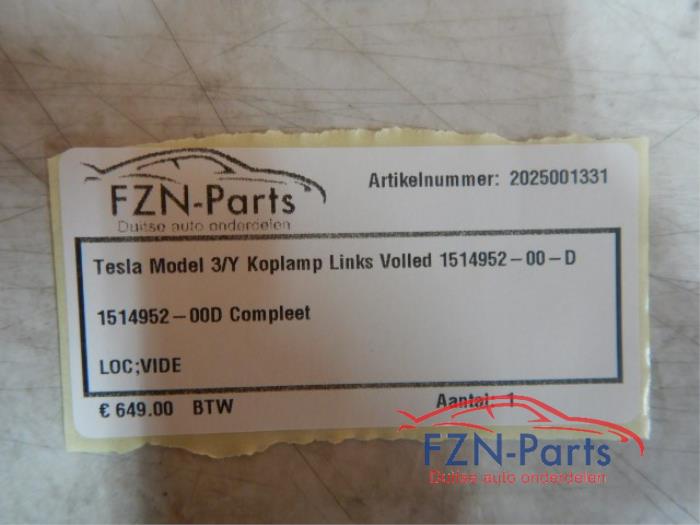 FZN-Parts
Duitse auto onderdelen
Artikelnummer: 2025001331
Tesla Model 3/Y Koplamp Links Volled 1514952-00-D
1514952-00D Compleet
LOC;VIDE
€ 649.00 BTW
Aantal: 1
FZN-Parts
Duitse auto onderdelen